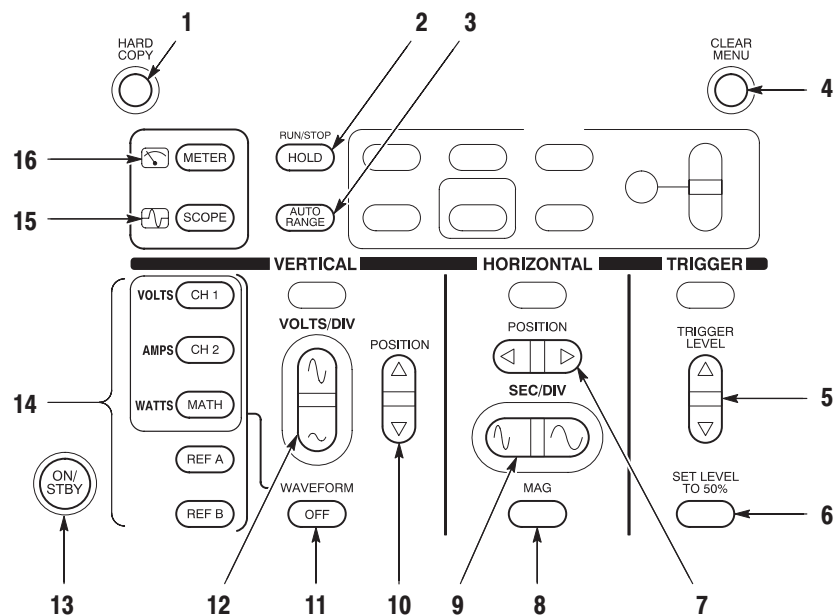 1
2
3
HARD
COPY
CLEAR
MENU
4
RUN/STOP
16
METER
HOLD
15
SCOPE
AUTO
RANGE
VERTICAL
HORIZONTAL
TRIGGER
VOLTS
CH 1
VOLTS/DIV
POSITION
POSITION
TRIGGER
LEVEL
AMPS
CH 2
SEC/DIV
14
WATTS
MATH
5
REF A
ON/
STBY
WAVEFORM
MAG
SET LEVEL
TO 50%
REF B
OFF
6
13
12
11
10
9
8
7